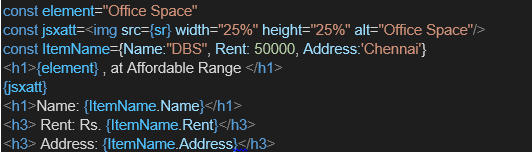 const element="Office Space"
const jsxatt=<img src={sr} width="25%" height="25%" alt="Office Space"/>
const ItemName={Name:"DBS", Rent: 50000, Address:'Chennai'}
<h1>{element} , at Affordable Range </h1>
{jsxatt}
<h1>Name: {ItemName.Name}</h1>
<h3> Rent: Rs. {ItemName.Rent}</h3>
<h3> Address: {ItemName.Address}</h3>